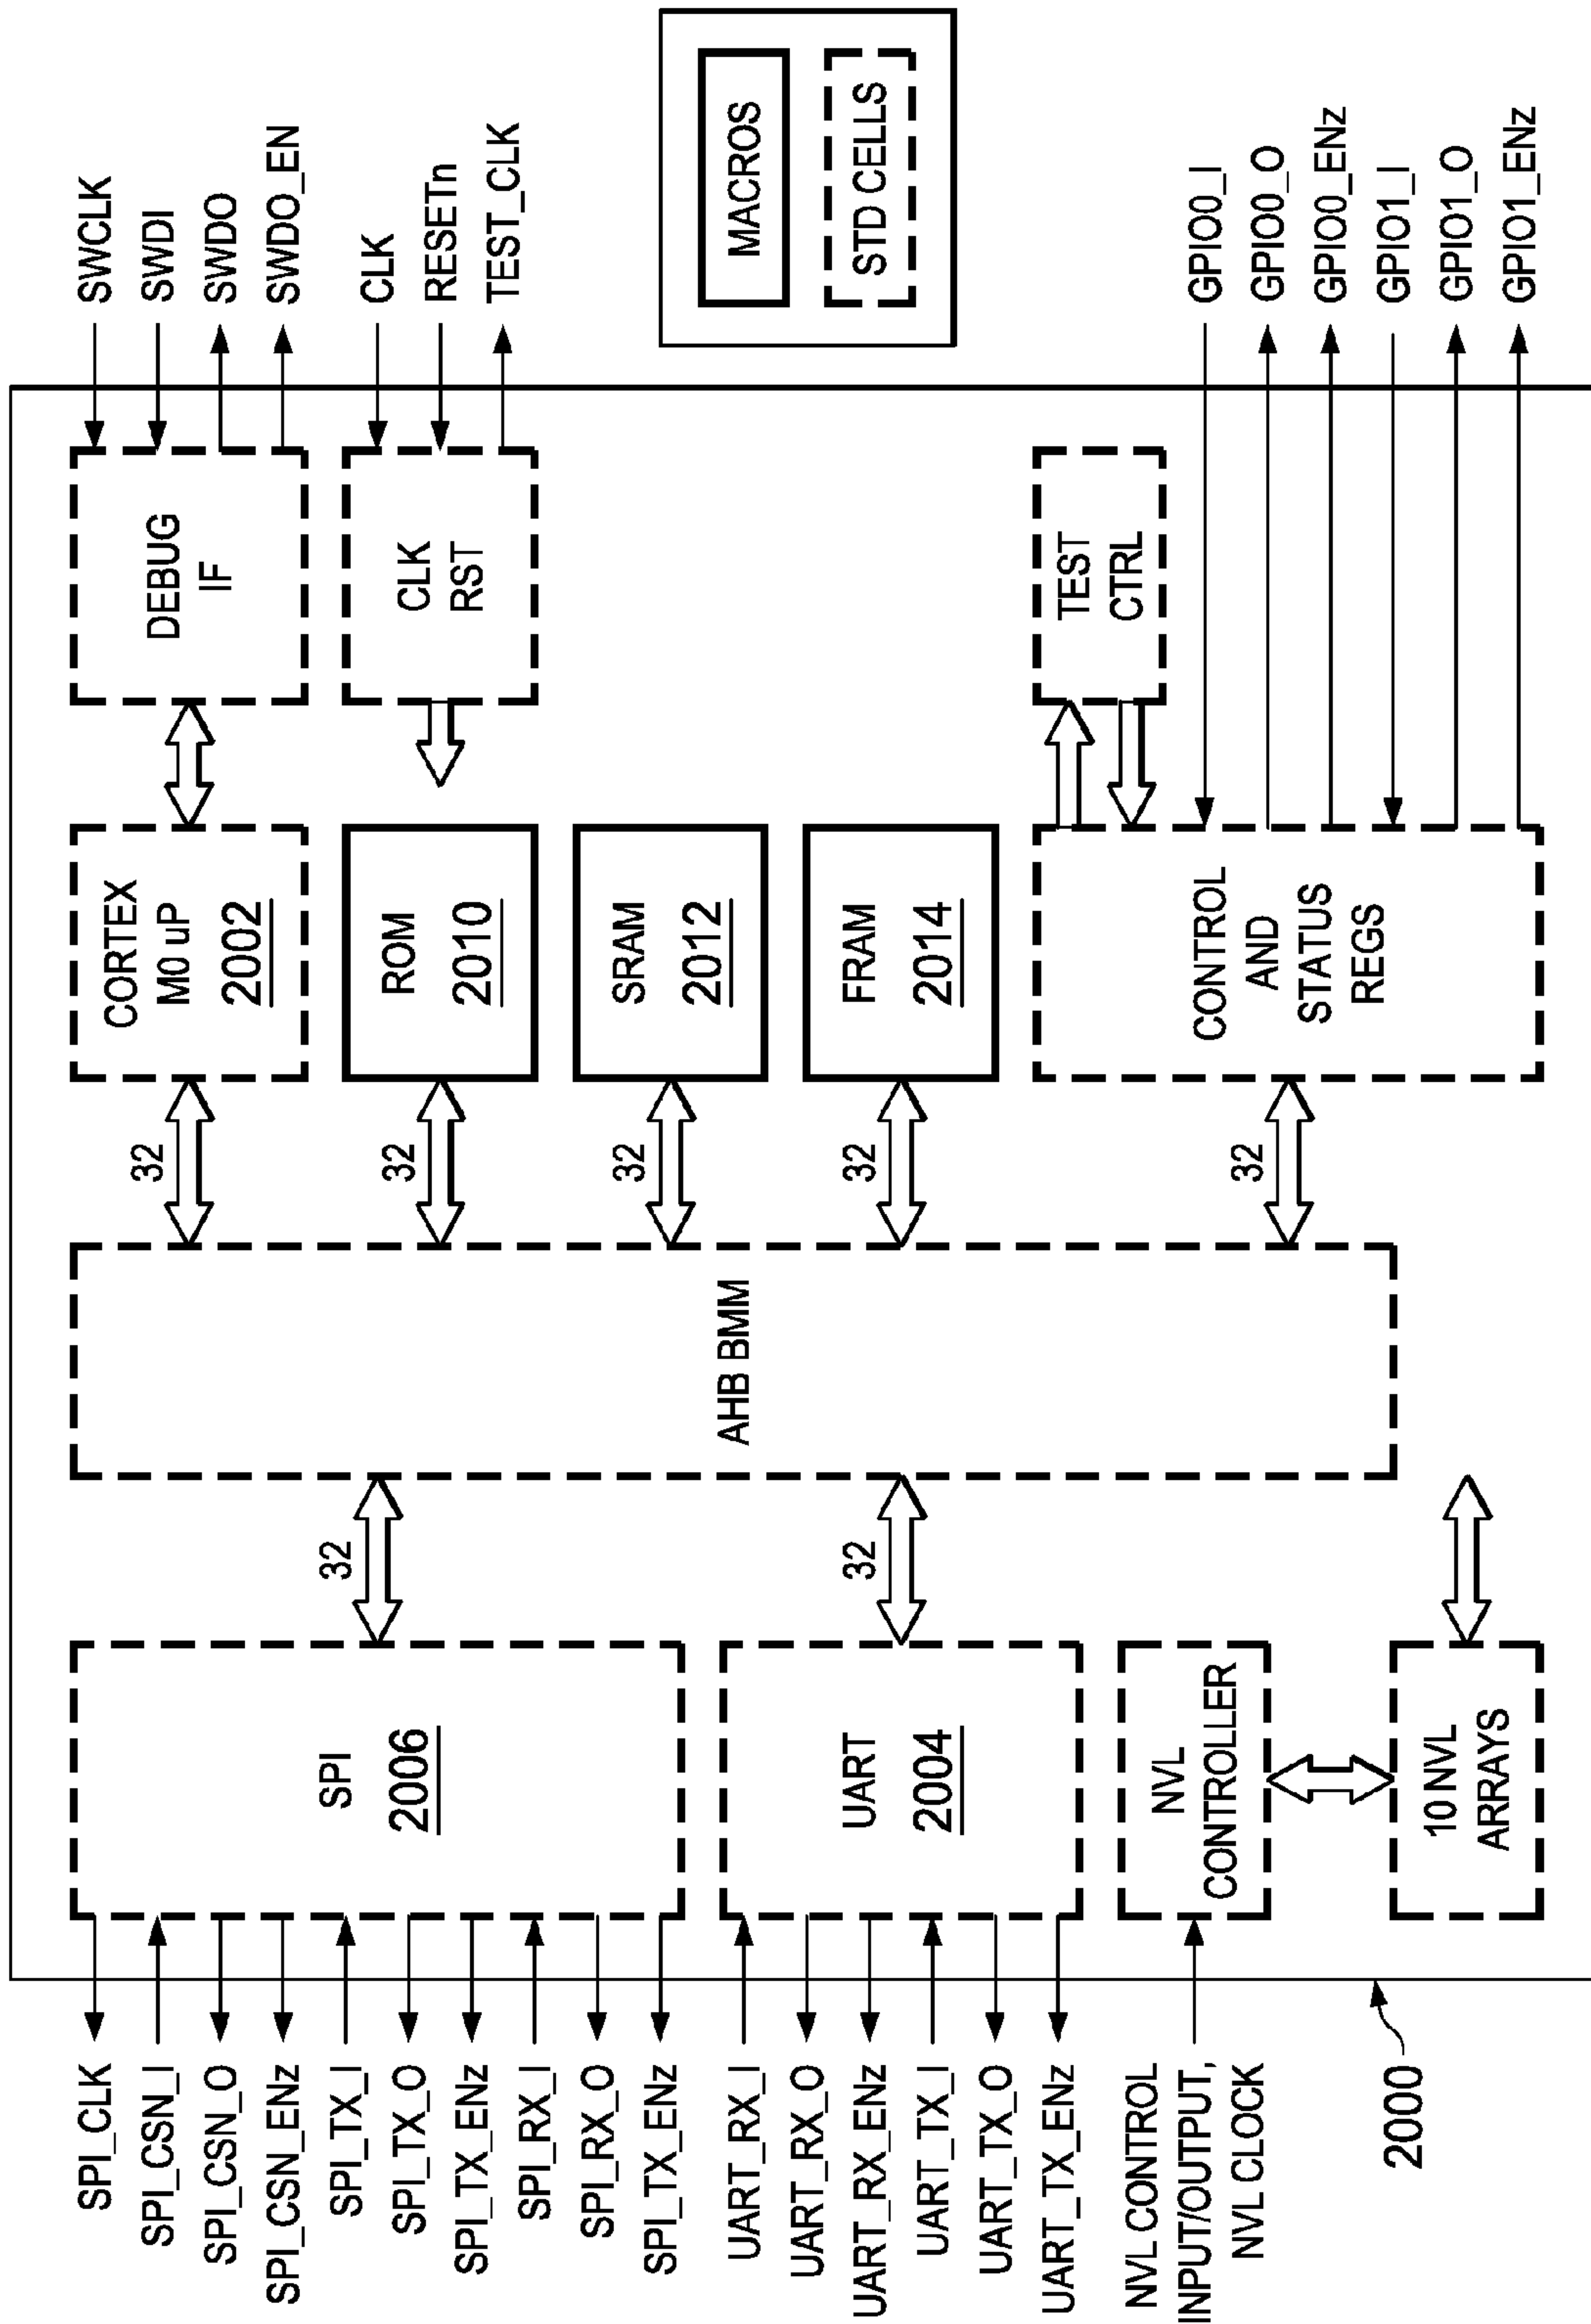 SPI_CLK
SPI_CSN_I
SPI_CSN_O
SPI_CSN_ENz
SPI_TX_I
SPI_TX_O
SPI_TX_ENz
SPI_RX_I
SPI_RX_O
SPI_TX_ENz
UART_RX_I
UART_RX_O
UART_RX_ENz
UART_TX_I
UART_TX_O
UART_TX_ENz
NVL CONTROL
INPUT/OUTPUT,
NVL CLOCK
2000
SPI
2006
UART
2004
NVL
CONTROLLER
10 NVL
ARRAYS
32
32
AHB BMM
32
32
32
32
32
CORTEX
M0 uP
2002
ROM
2010
SRAM
2012
FRAM
2014
CONTROL
AND
STATUS
REGS
DEBUG
IF
CLK
RST
TEST
CTRL
SWCLK
SWDI
SWDO
SWDO_EN
CLK
RESETn
TEST_CLK
MACROS
STD CELLS
GPIO0_I
GPIO0_O
GPIO0_ENz
GPIO1_I
GPIO1_O
GPIO1_ENz